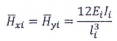 H̅xi = H̅yi = 12EiIi / li³